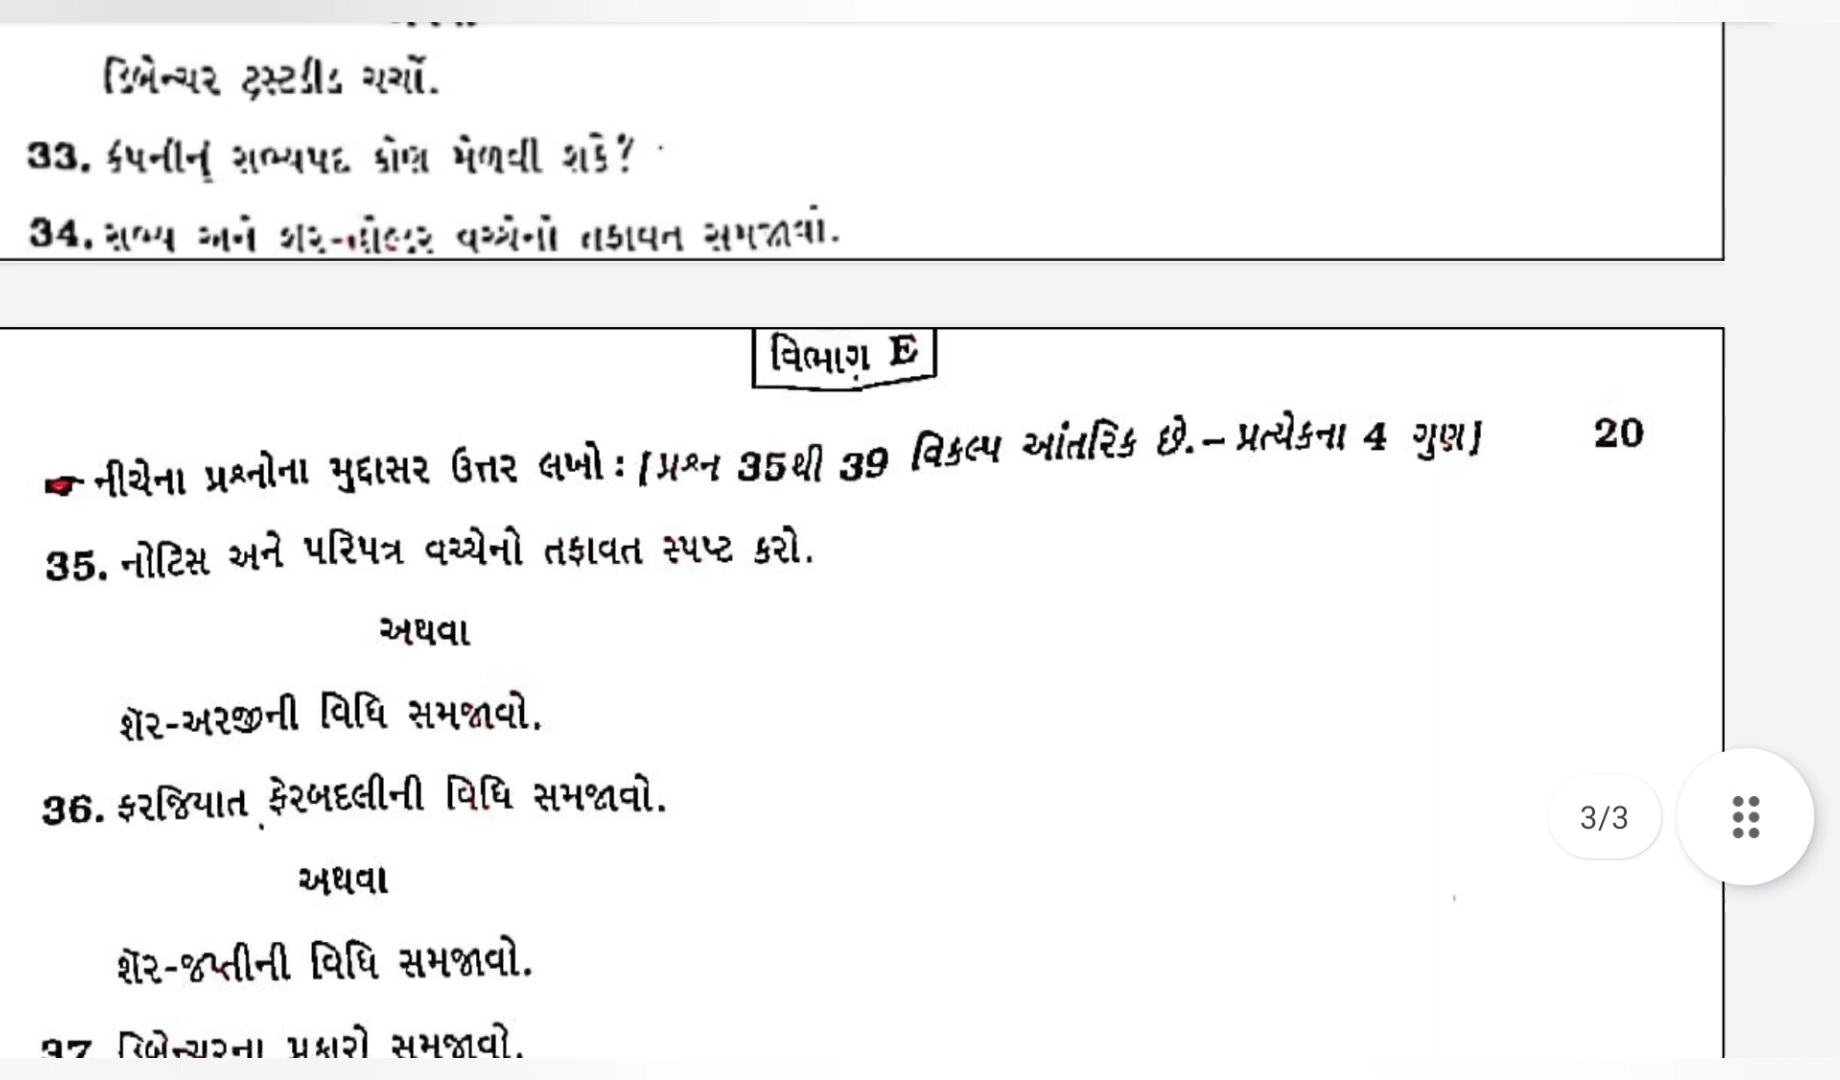 ડિબેન્ચર ટ્રસ્ટડીડ ચર્ચો.
33. કંપનીનું સભ્યપદ કોણ મેળવી શકે?
34. સભ્ય અને શૅર-હોલ્ડર વચ્ચેનો તફાવત સમજાવો.
વિભાગ E
નીચેના પ્રશ્નોના મુદ્દાસર ઉત્તર લખો : [પ્રશ્ન 35થી 39 વિકલ્પ આંતરિક છે. – પ્રત્યેકના 4 ગુણ] 20
35. નોટિસ અને પરિપત્ર વચ્ચેનો તફાવત સ્પષ્ટ કરો.
અથવા
શૅર-અરજીની વિધિ સમજાવો.
36. ફરજિયાત ફેરબદલીની વિધિ સમજાવો.
અથવા
શૅર-જપ્તીની વિધિ સમજાવો.
3/3
37 ડિબેન્ચરના પ્રકારો સમજાવો.